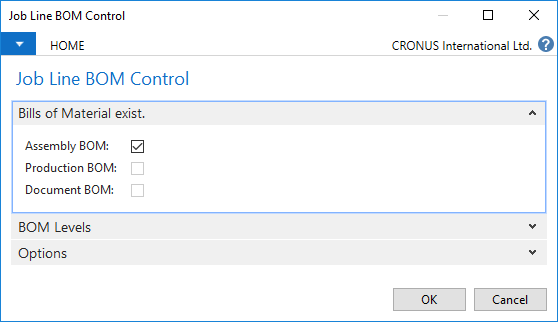 Job Line BOM Control
HOME
CRONUS International Ltd. ?
Job Line BOM Control
Bills of Material exist.
Assembly BOM:
Production BOM:
Document BOM:
BOM Levels
Options
OK
Cancel